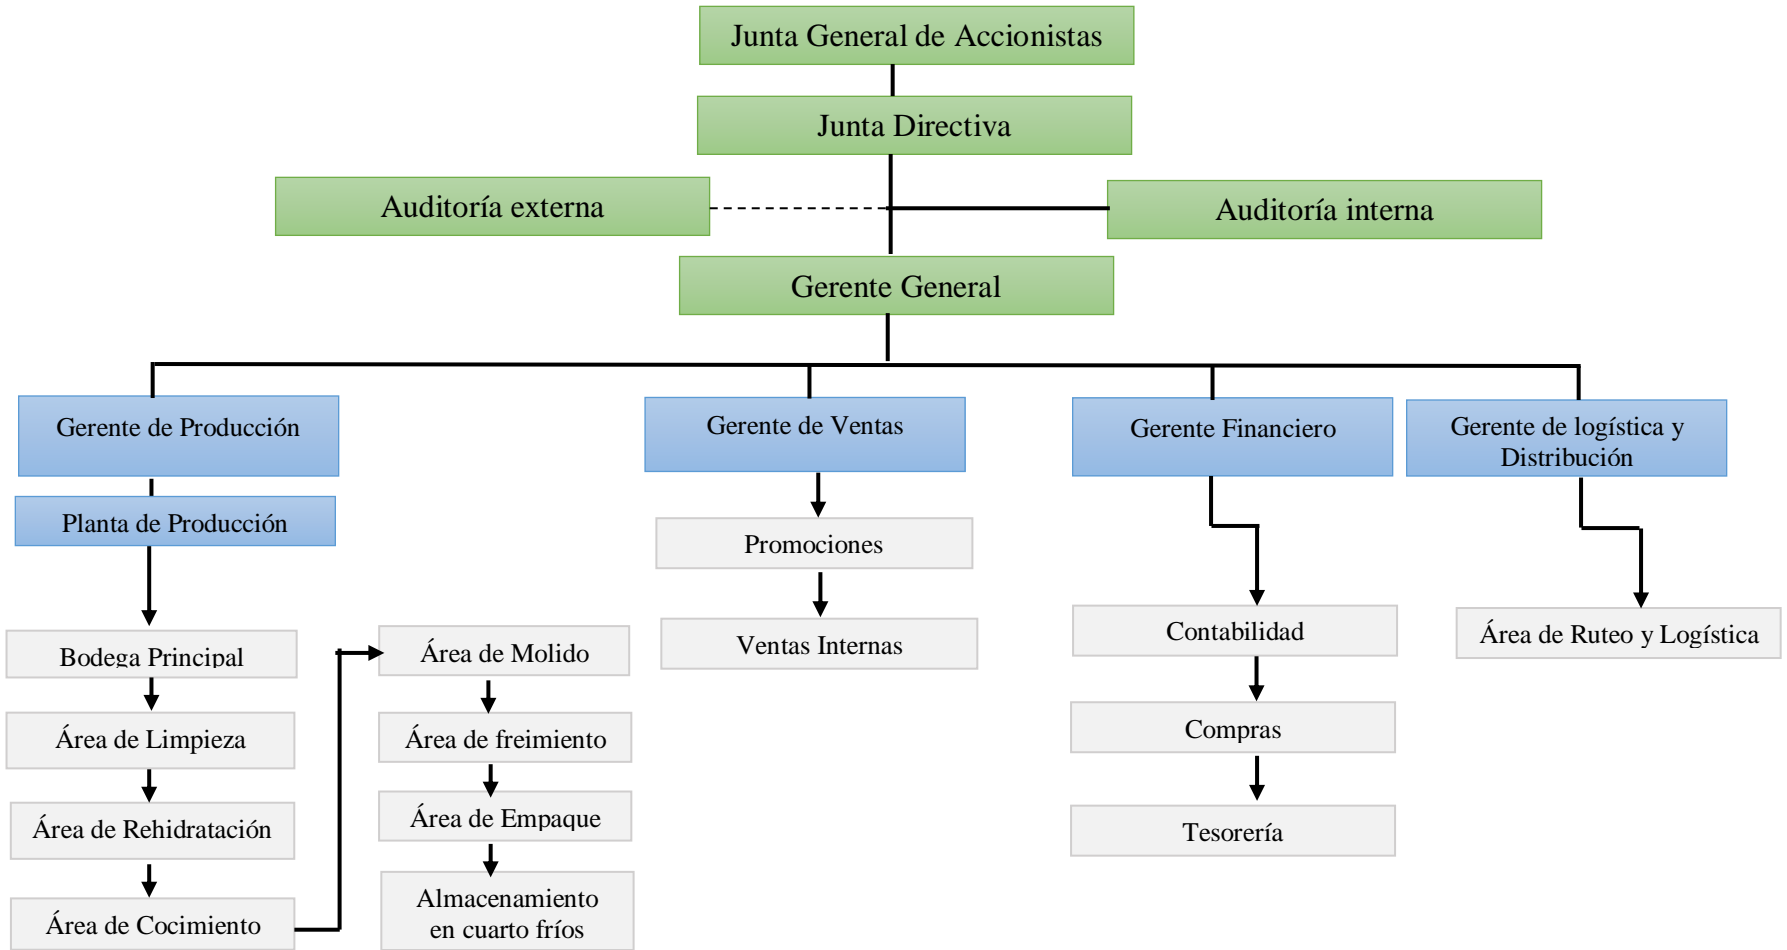 Junta General de Accionistas
Junta Directiva
Auditoría externa
Auditoría interna
Gerente General
Gerente de Producción
Gerente de Ventas
Gerente Financiero
Gerente de logística y
Distribución
Planta de Producción
Promociones
Ventas Internas
Contabilidad
Área de Ruteo y Logística
Compras
Tesorería
Bodega Principal
Área de Limpieza
Área de Rehidratación
Área de Cocimiento
Área de Molido
Área de freimiento
Área de Empaque
Almacenamiento
en cuarto fríos